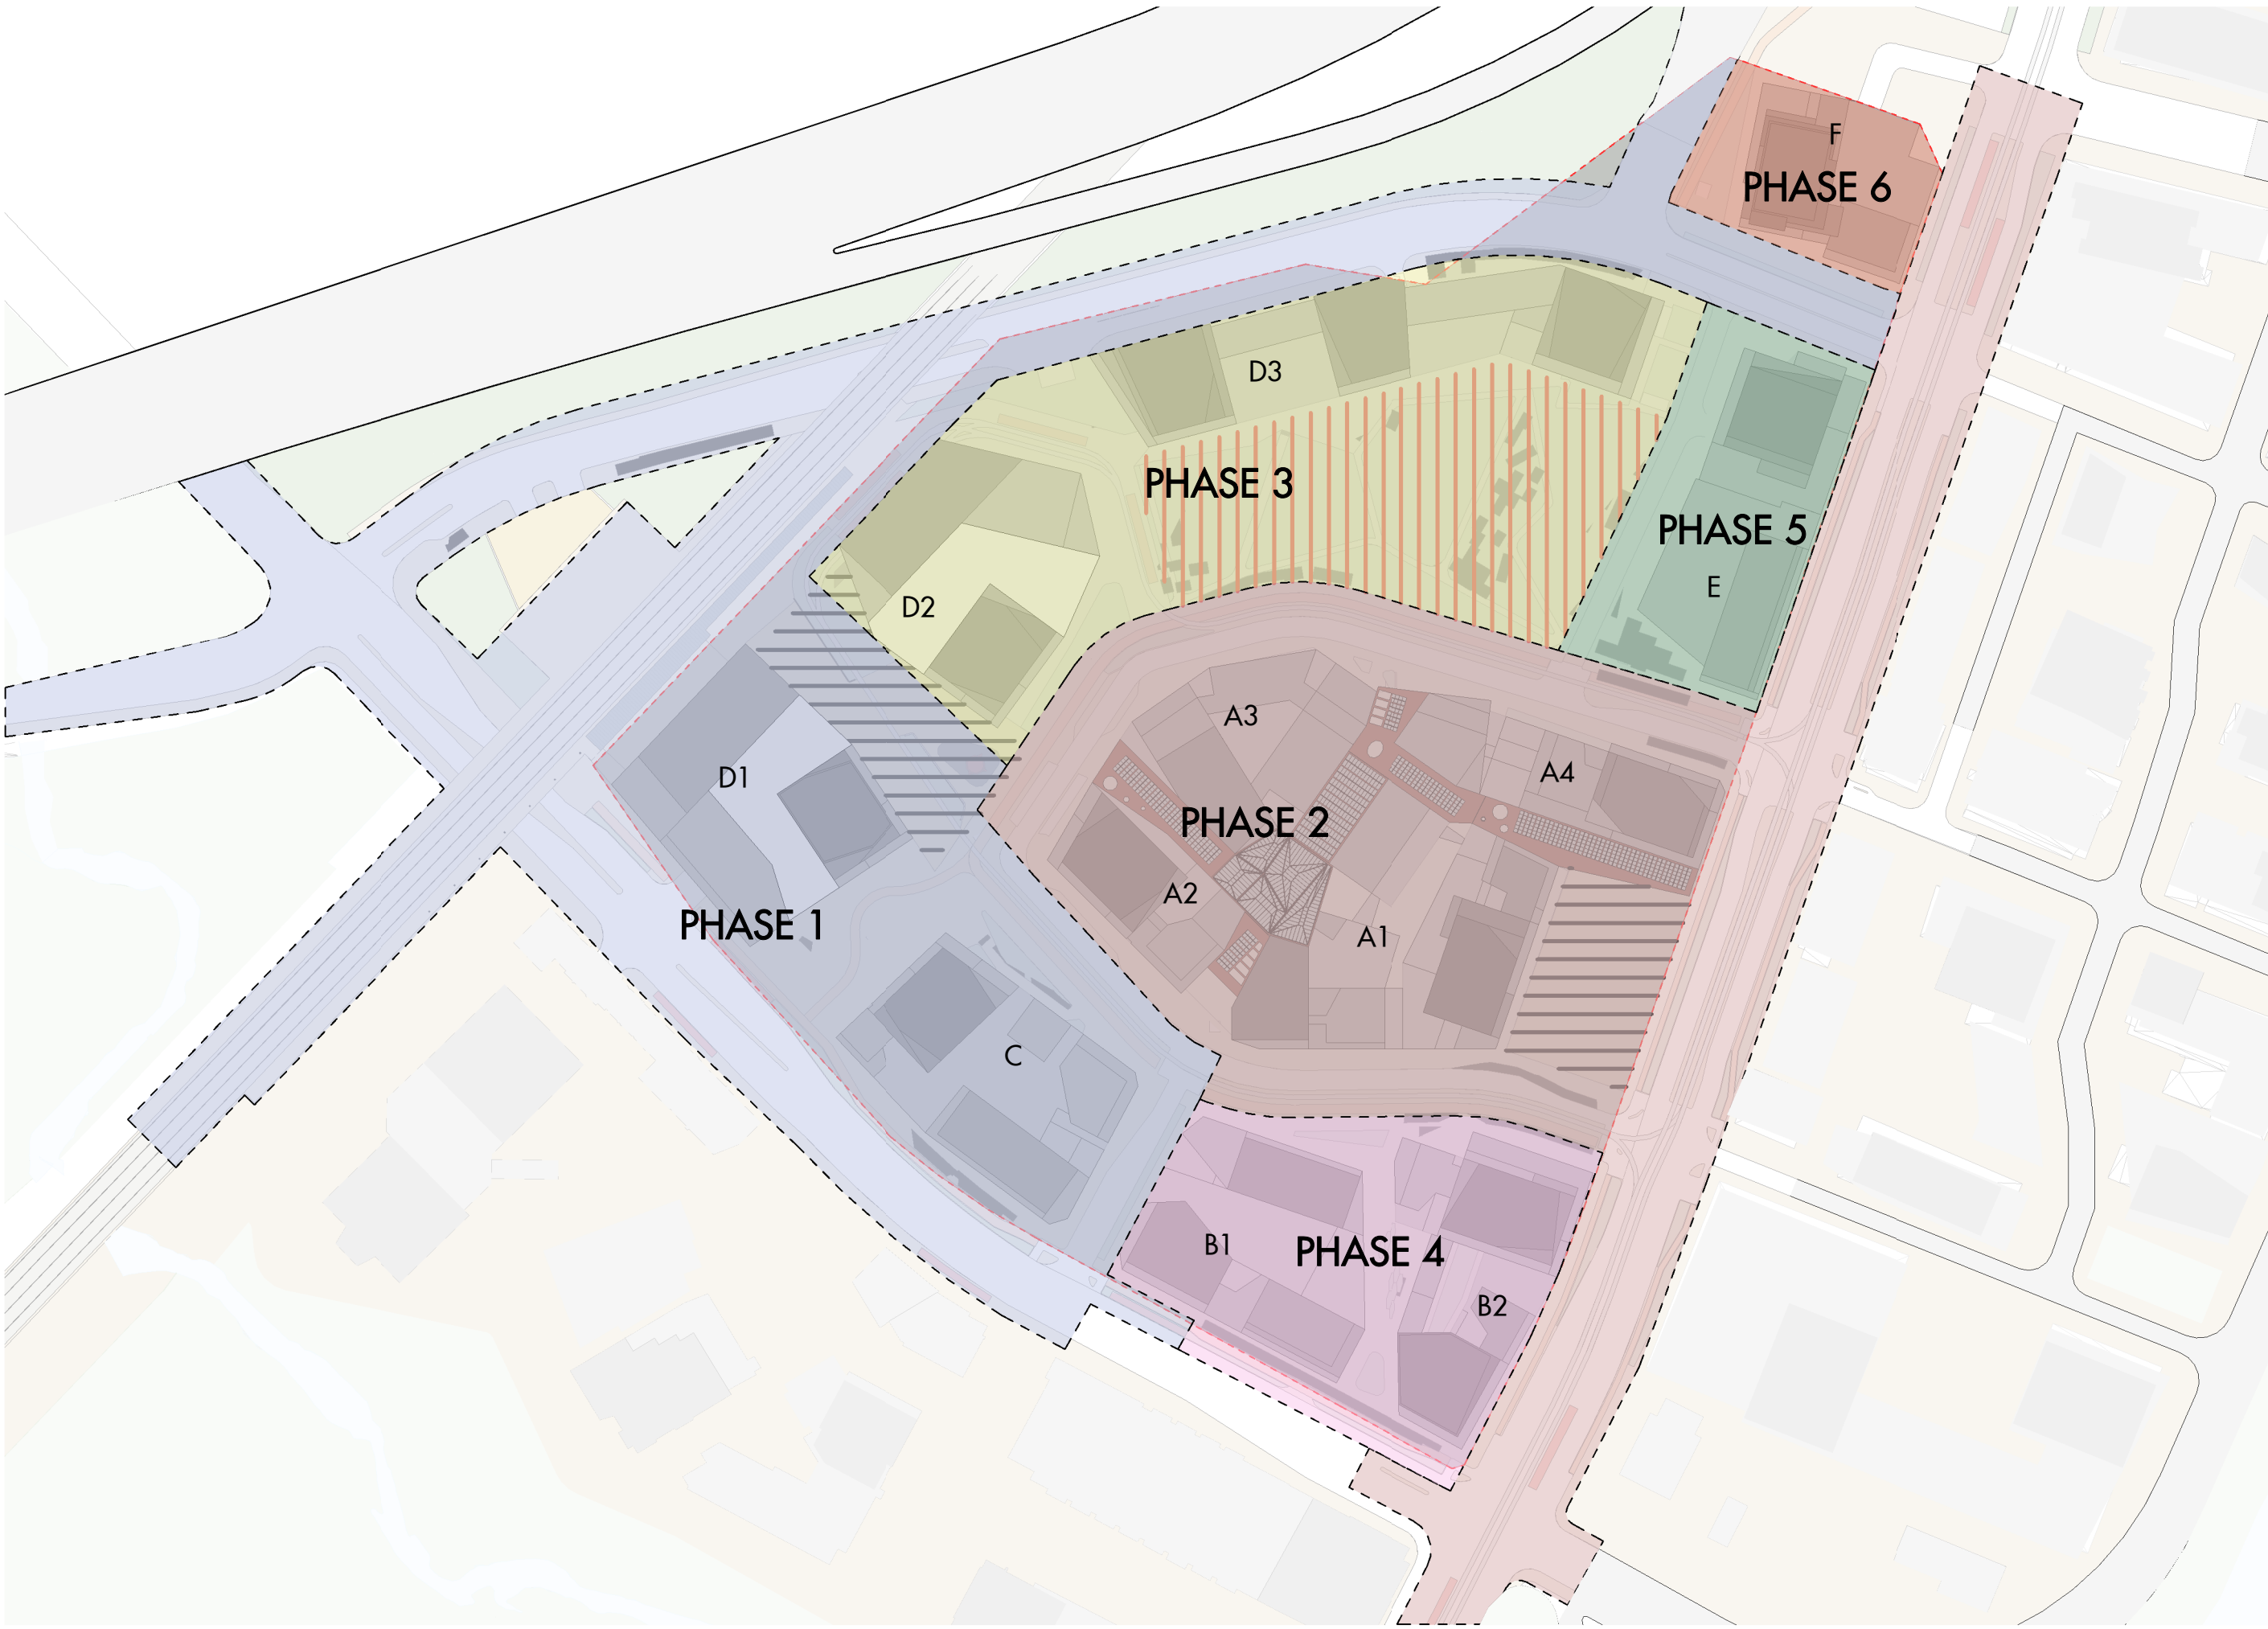 F
PHASE 6
D3
PHASE 3
PHASE 5
E
D2
A3
D1
A4
PHASE 2
A2
PHASE 1
A1
C
B1
PHASE 4
B2